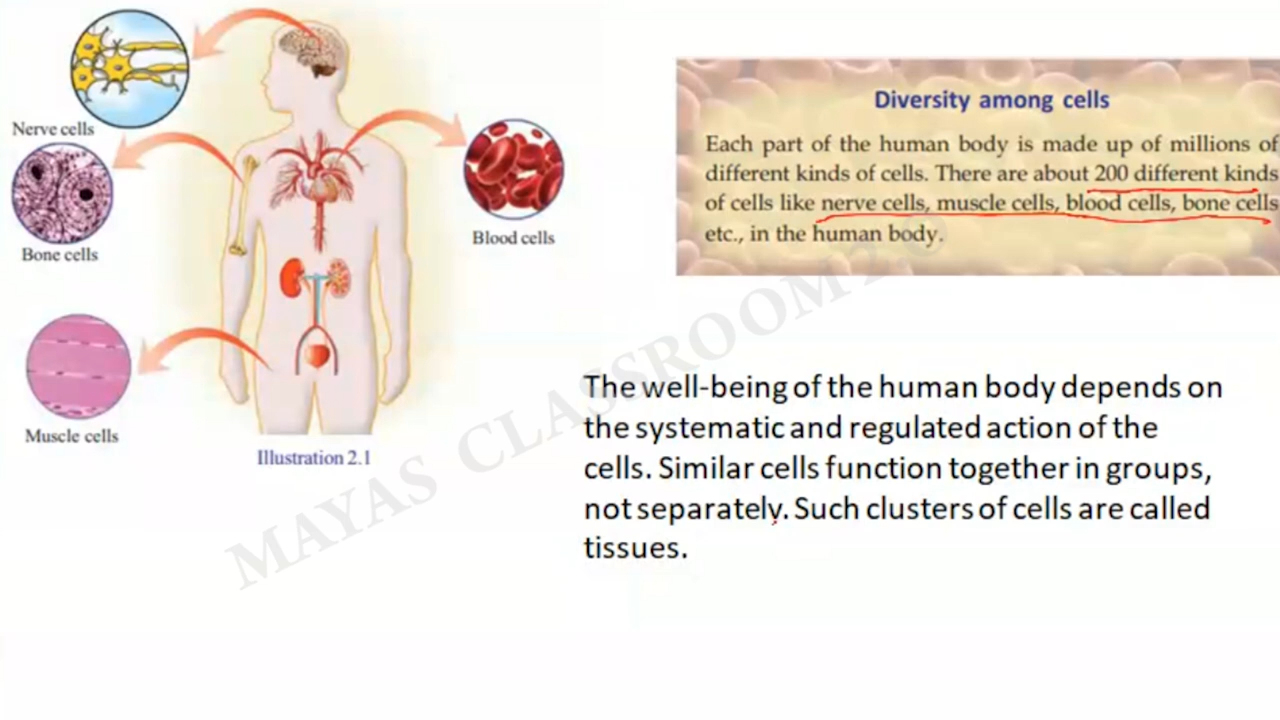 Nerve cells
Bone cells
Muscle cells
Blood cells
Illustration 2.1
Diversity among cells
Each part of the human body is made up of millions of
different kinds of cells. There are about 200 different kinds
of cells like nerve cells, muscle cells, blood cells, bone cells
etc., in the human body.
The well-being of the human body depends on
the systematic and regulated action of the
cells. Similar cells function together in groups,
not separately. Such clusters of cells are called
tissues.
MAYAS CLASSROOM 2.0